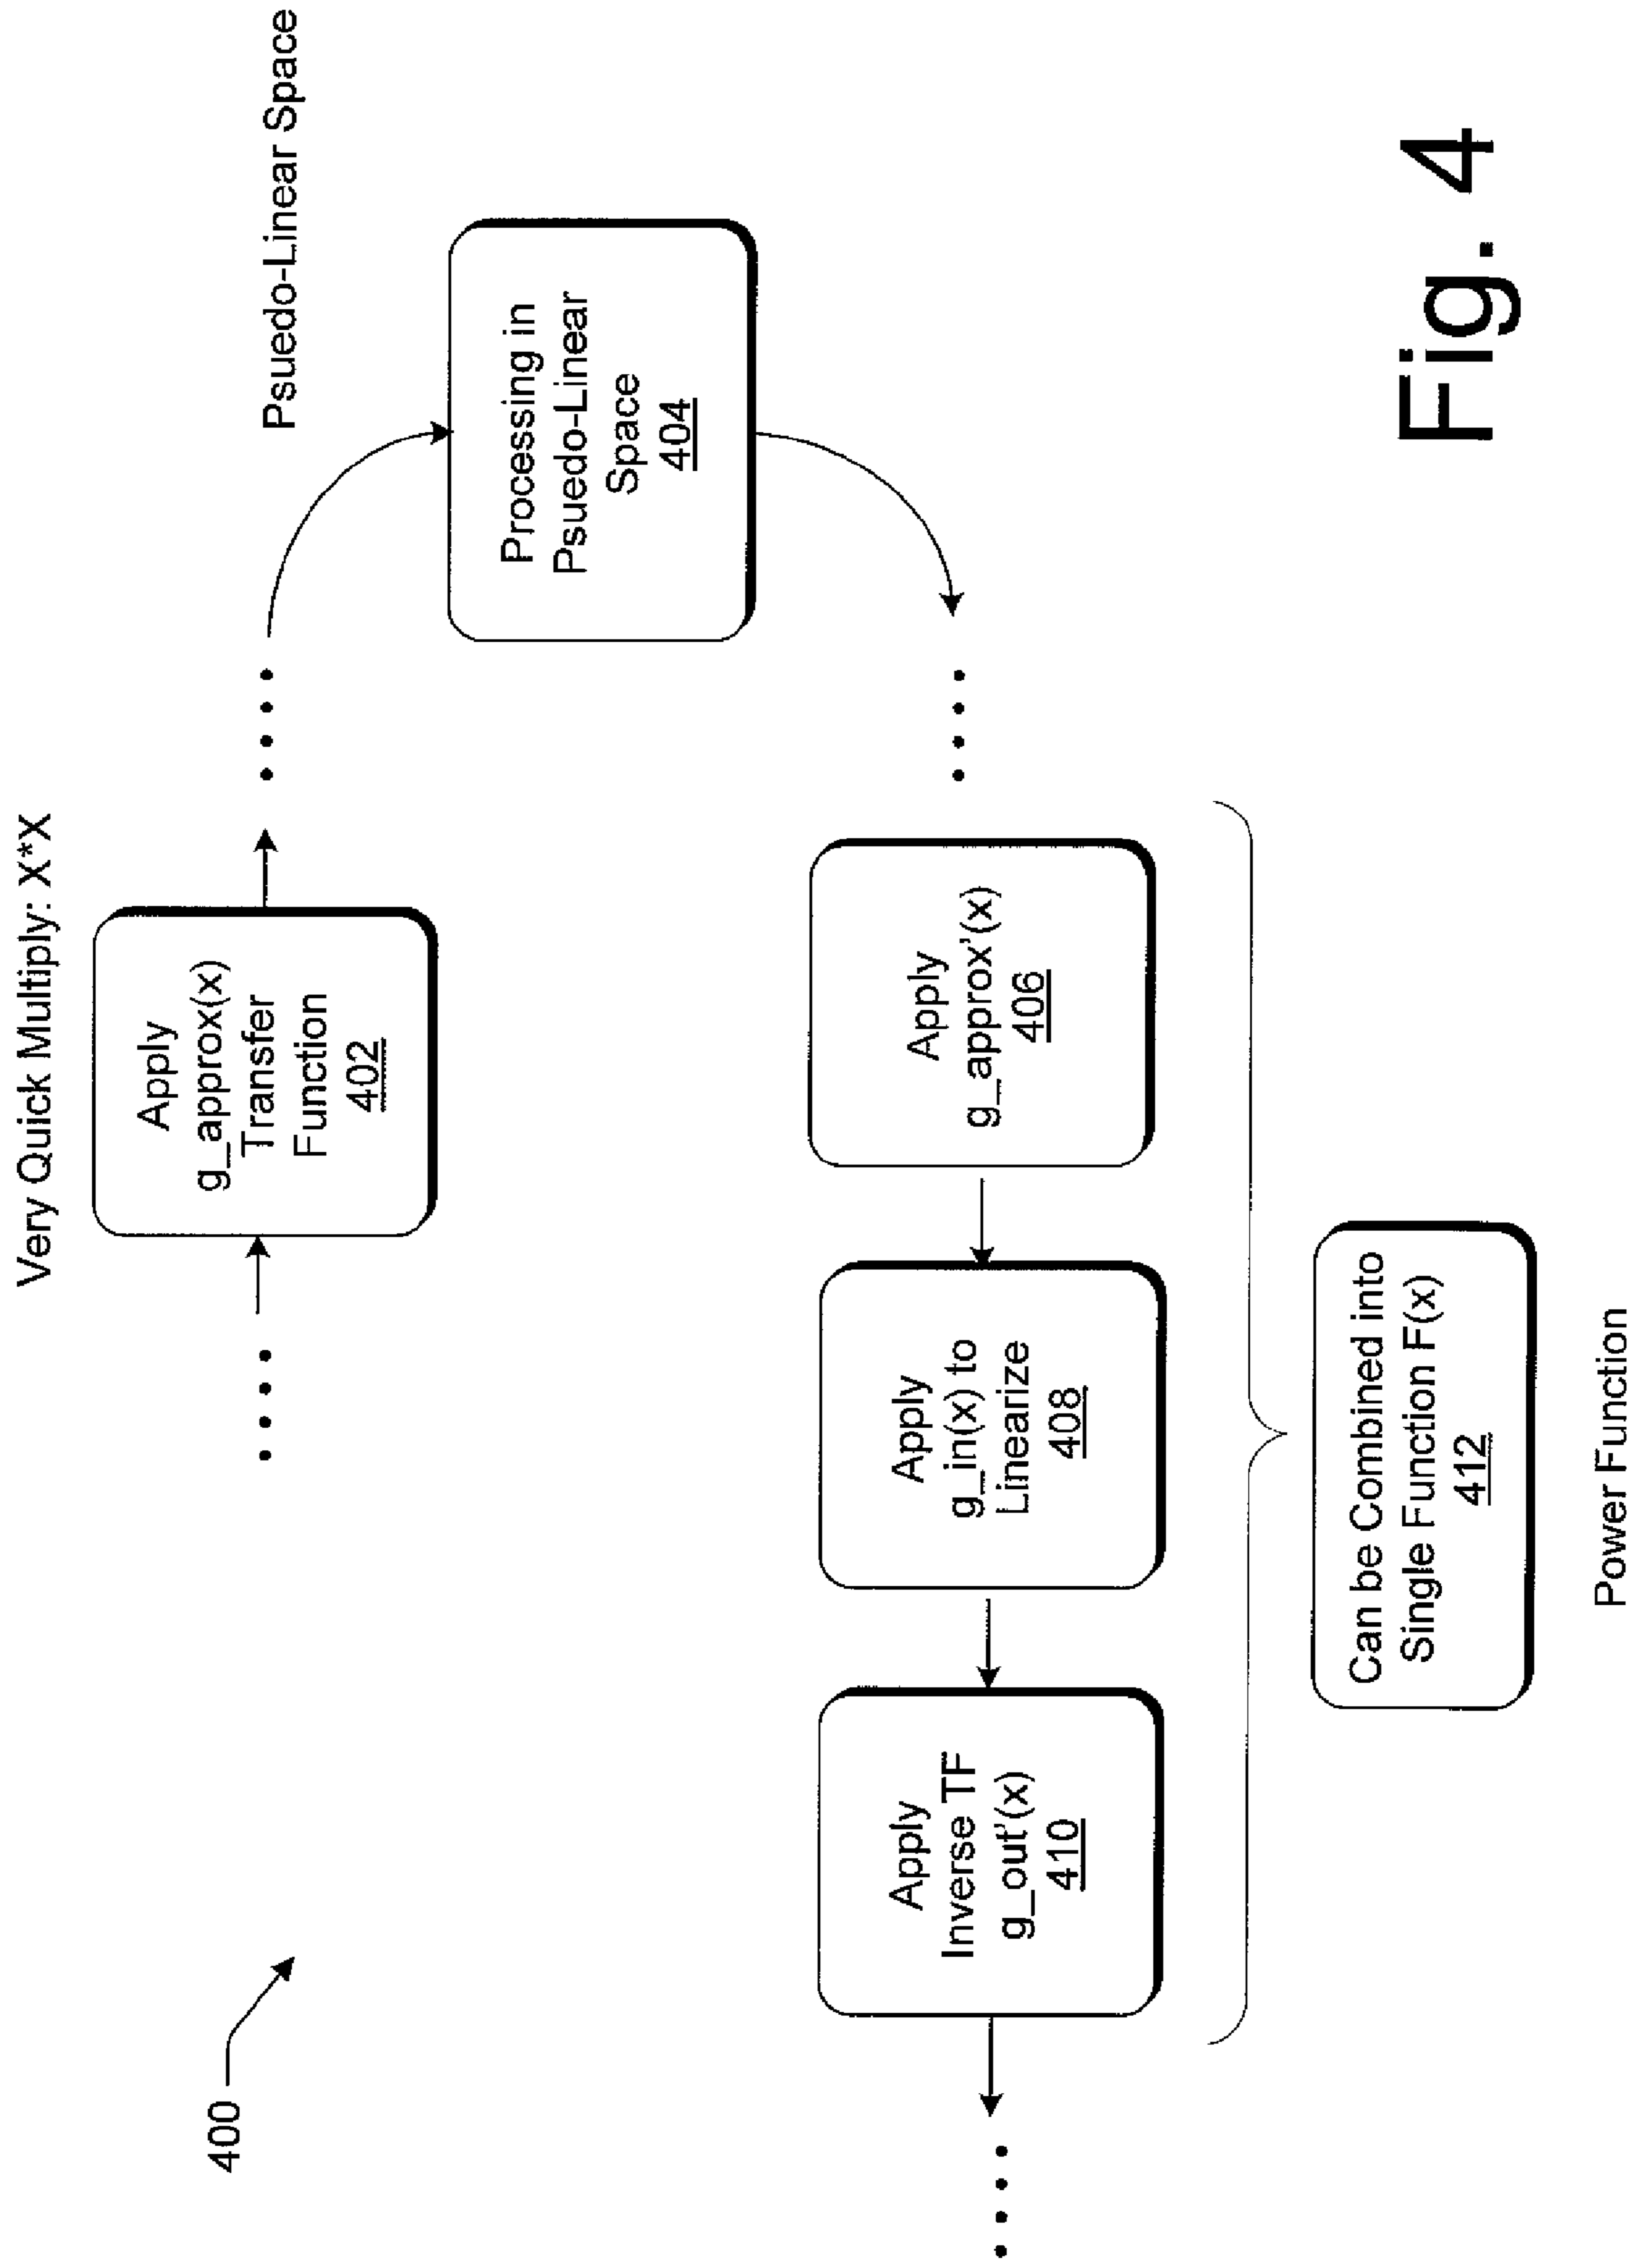 400
Very Quick Multiply: X*X
Apply
g_approx(x)
Transfer
Function
402
Psuedo-Linear Space
Processing in
Psuedo-Linear
Space
404
Apply
g_approx'(x)
406
Apply
g_in(x) to
Linearize
408
Apply
Inverse TF
g_out'(x)
410
Can be Combined into
Single Function F(x)
412
Power Function
Fig. 4